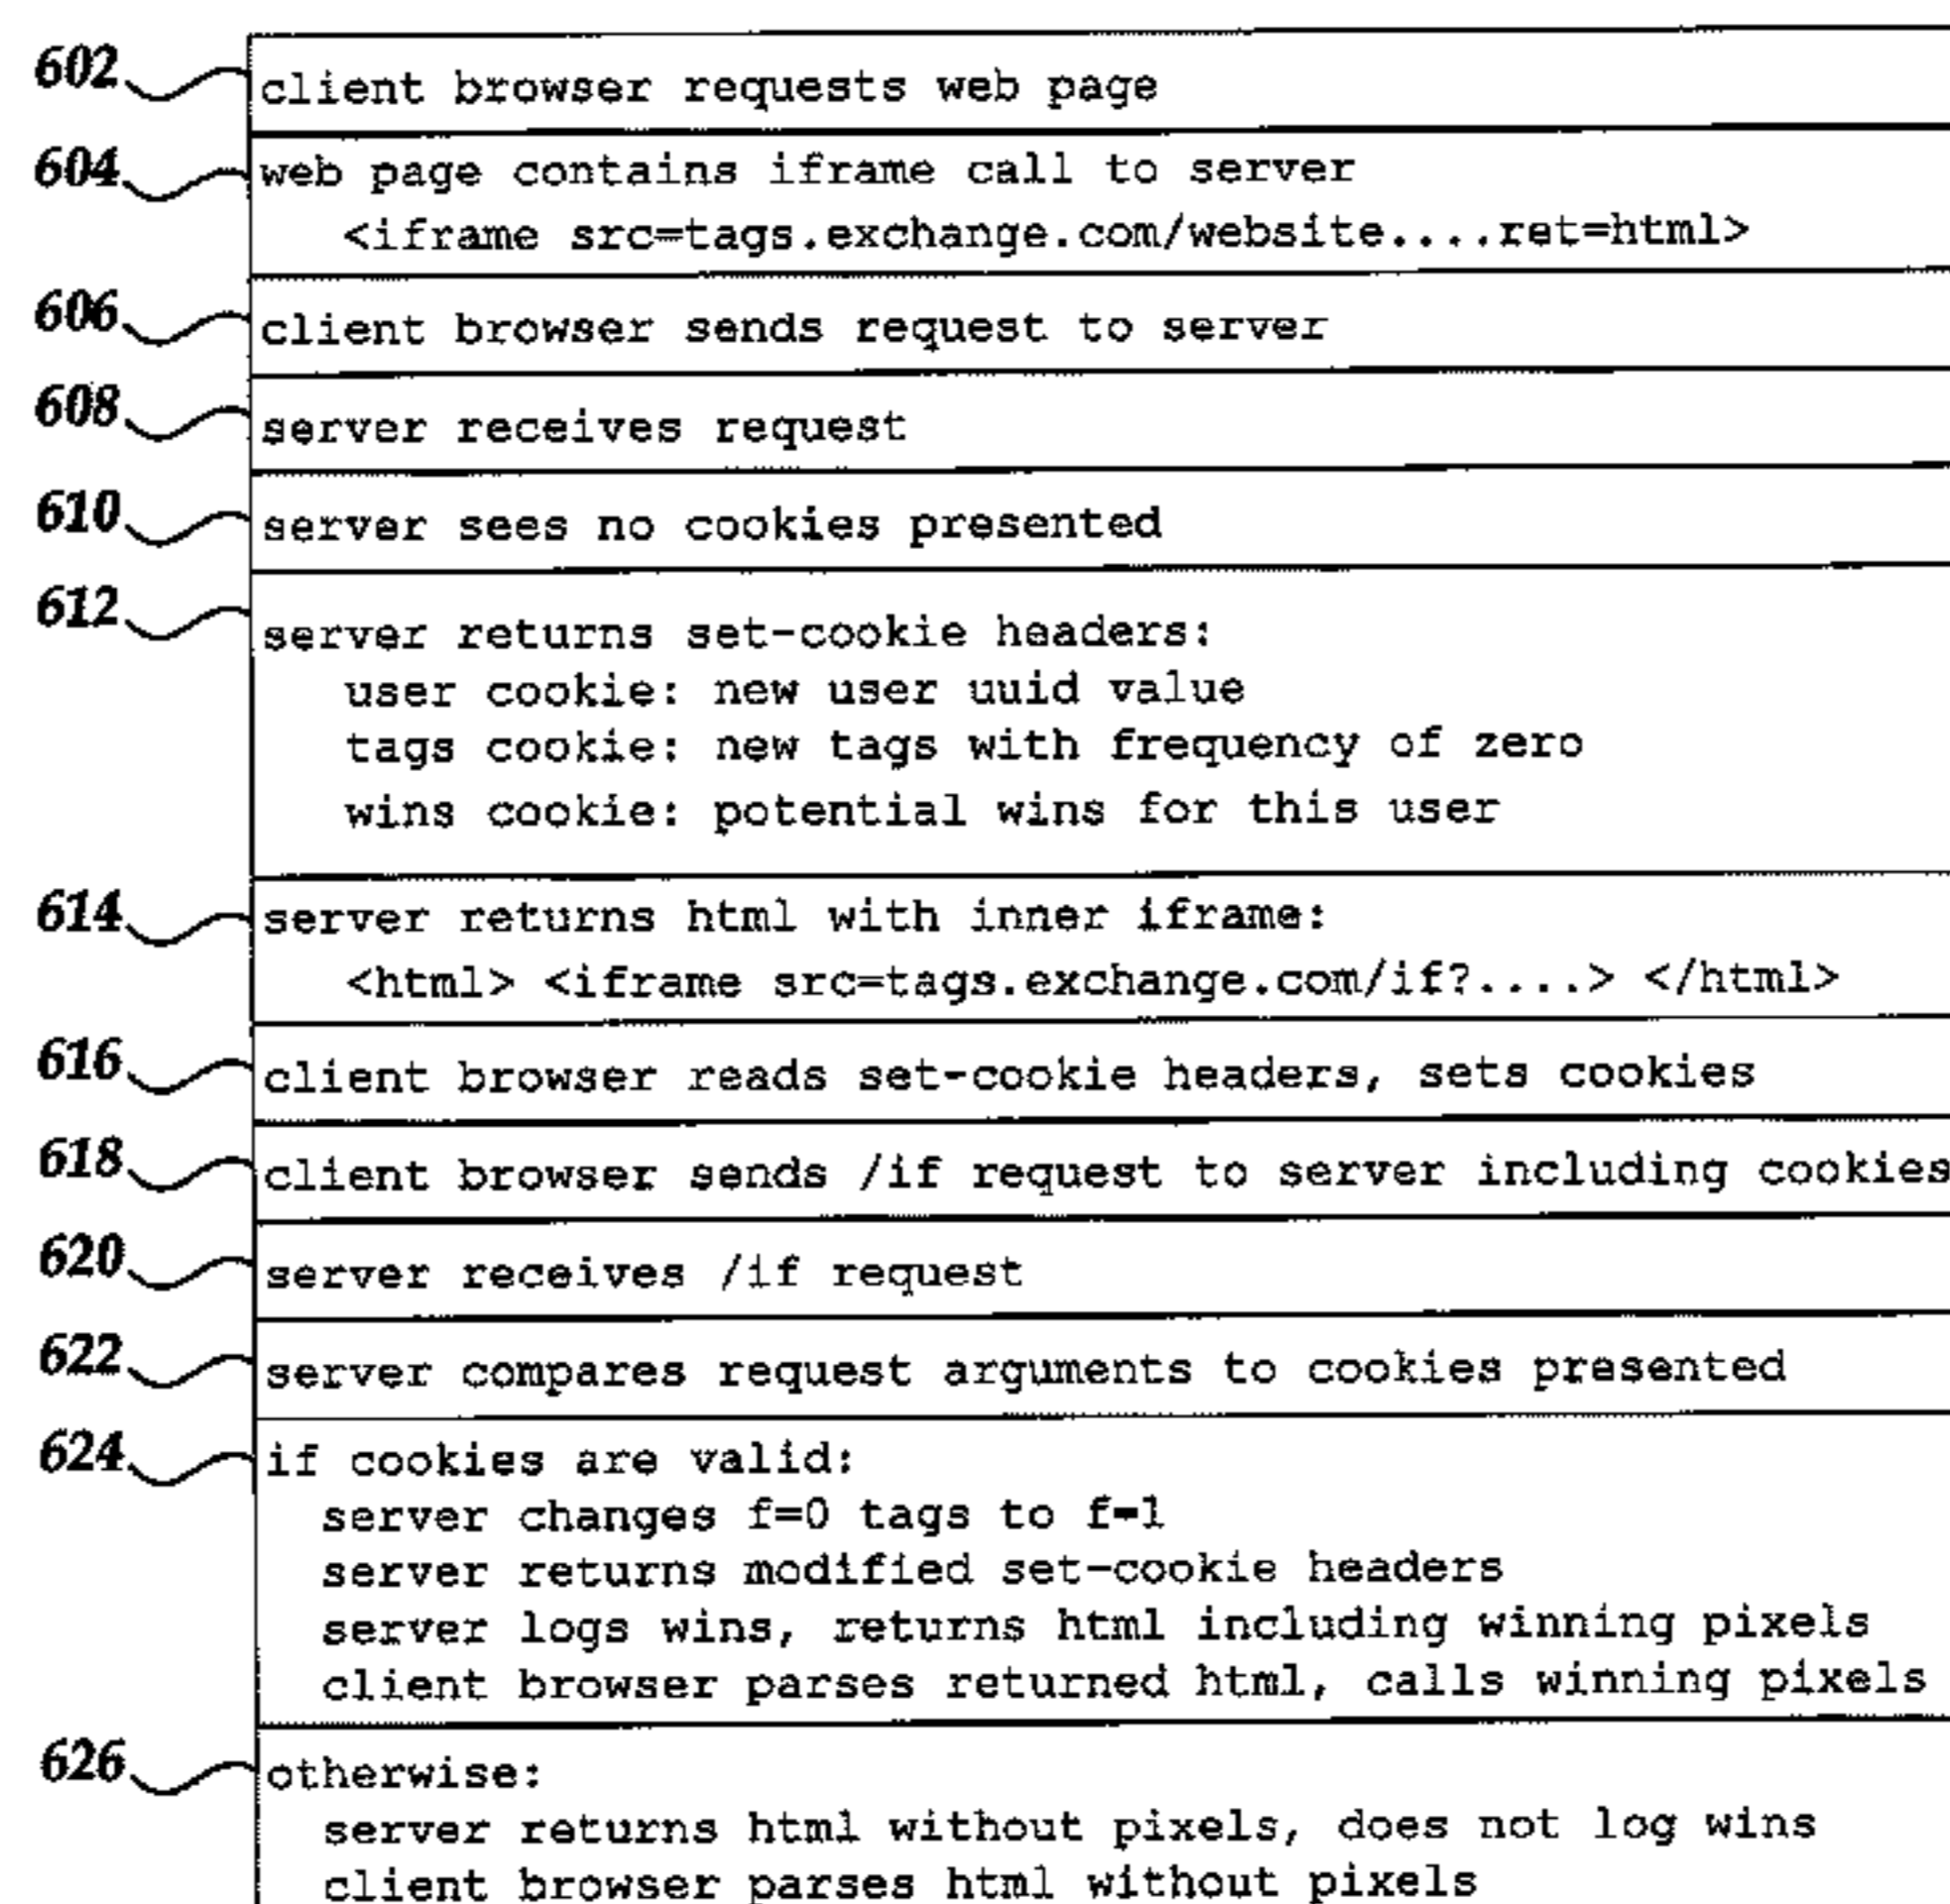 602 client browser requests web page
604 web page contains iframe call to server
<iframe src=tags.exchange.com/website....ret=html>
606 client browser sends request to server
608 server receives request
610 server sees no cookies presented
612 server returns set-cookie headers:
user cookie: new user uuid value
tags cookie: new tags with frequency of zero
wins cookie: potential wins for this user
614 server returns html with inner iframe:
<html> <iframe src=tags.exchange.com/if?....> </html>
616 client browser reads set-cookie headers, sets cookies
618 client browser sends /if request to server including cookies
620 server receives /if request
622 server compares request arguments to cookies presented
624 if cookies are valid:
server changes f=0 tags to f=1
server returns modified set-cookie headers
server logs wins, returns html including winning pixels
client browser parses returned html, calls winning pixels
626 otherwise:
server returns html without pixels, does not log wins
client browser parses html without pixels